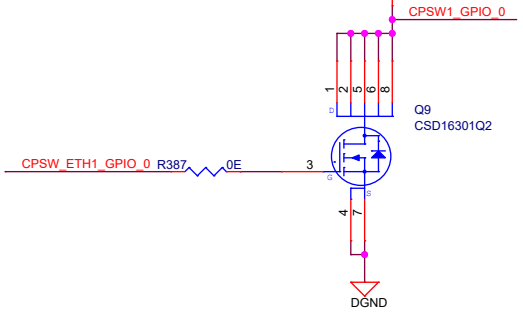 CPSW1_GPIO_0
1
2
5
6
8
D
Q9
CSD16301Q2
CPSW_ETH1_GPIO_0 R387 0E 3
G
S
4
7
DGND